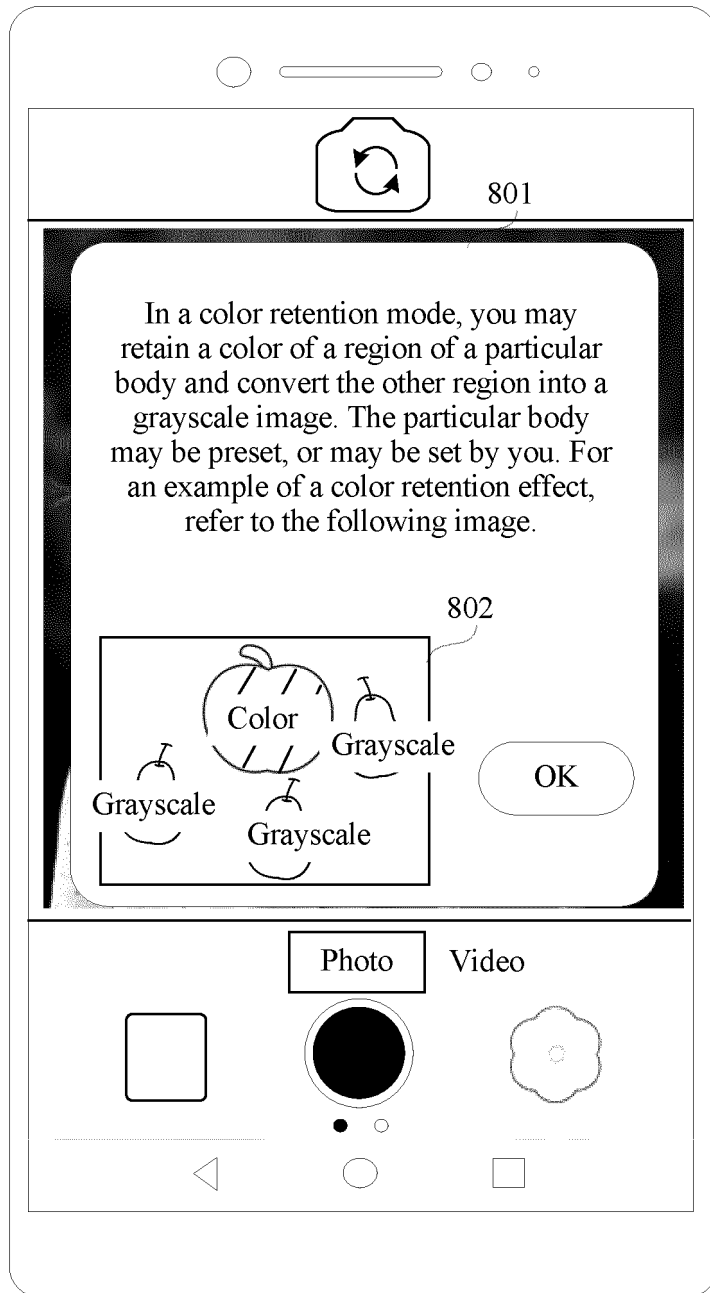 801
In a color retention mode, you may
retain a color of a region of a particular
body and convert the other region into a
grayscale image. The particular body
may be preset, or may be set by you. For
an example of a color retention effect,
refer to the following image.
802
Color
Grayscale
Grayscale
Grayscale
OK
Photo Video